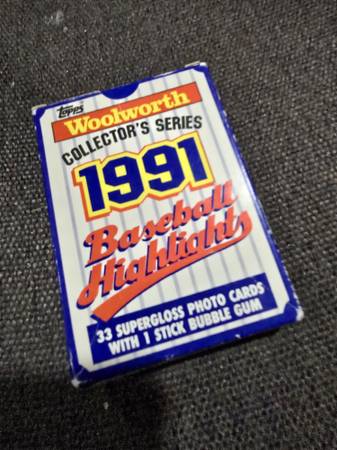 Topps
Woolworth
COLLECTOR'S SERIES
1991
Baseball
Highlights
33 SUPERGLOSS PHOTO CARDS
WITH 1 STICK BUBBLE GUM